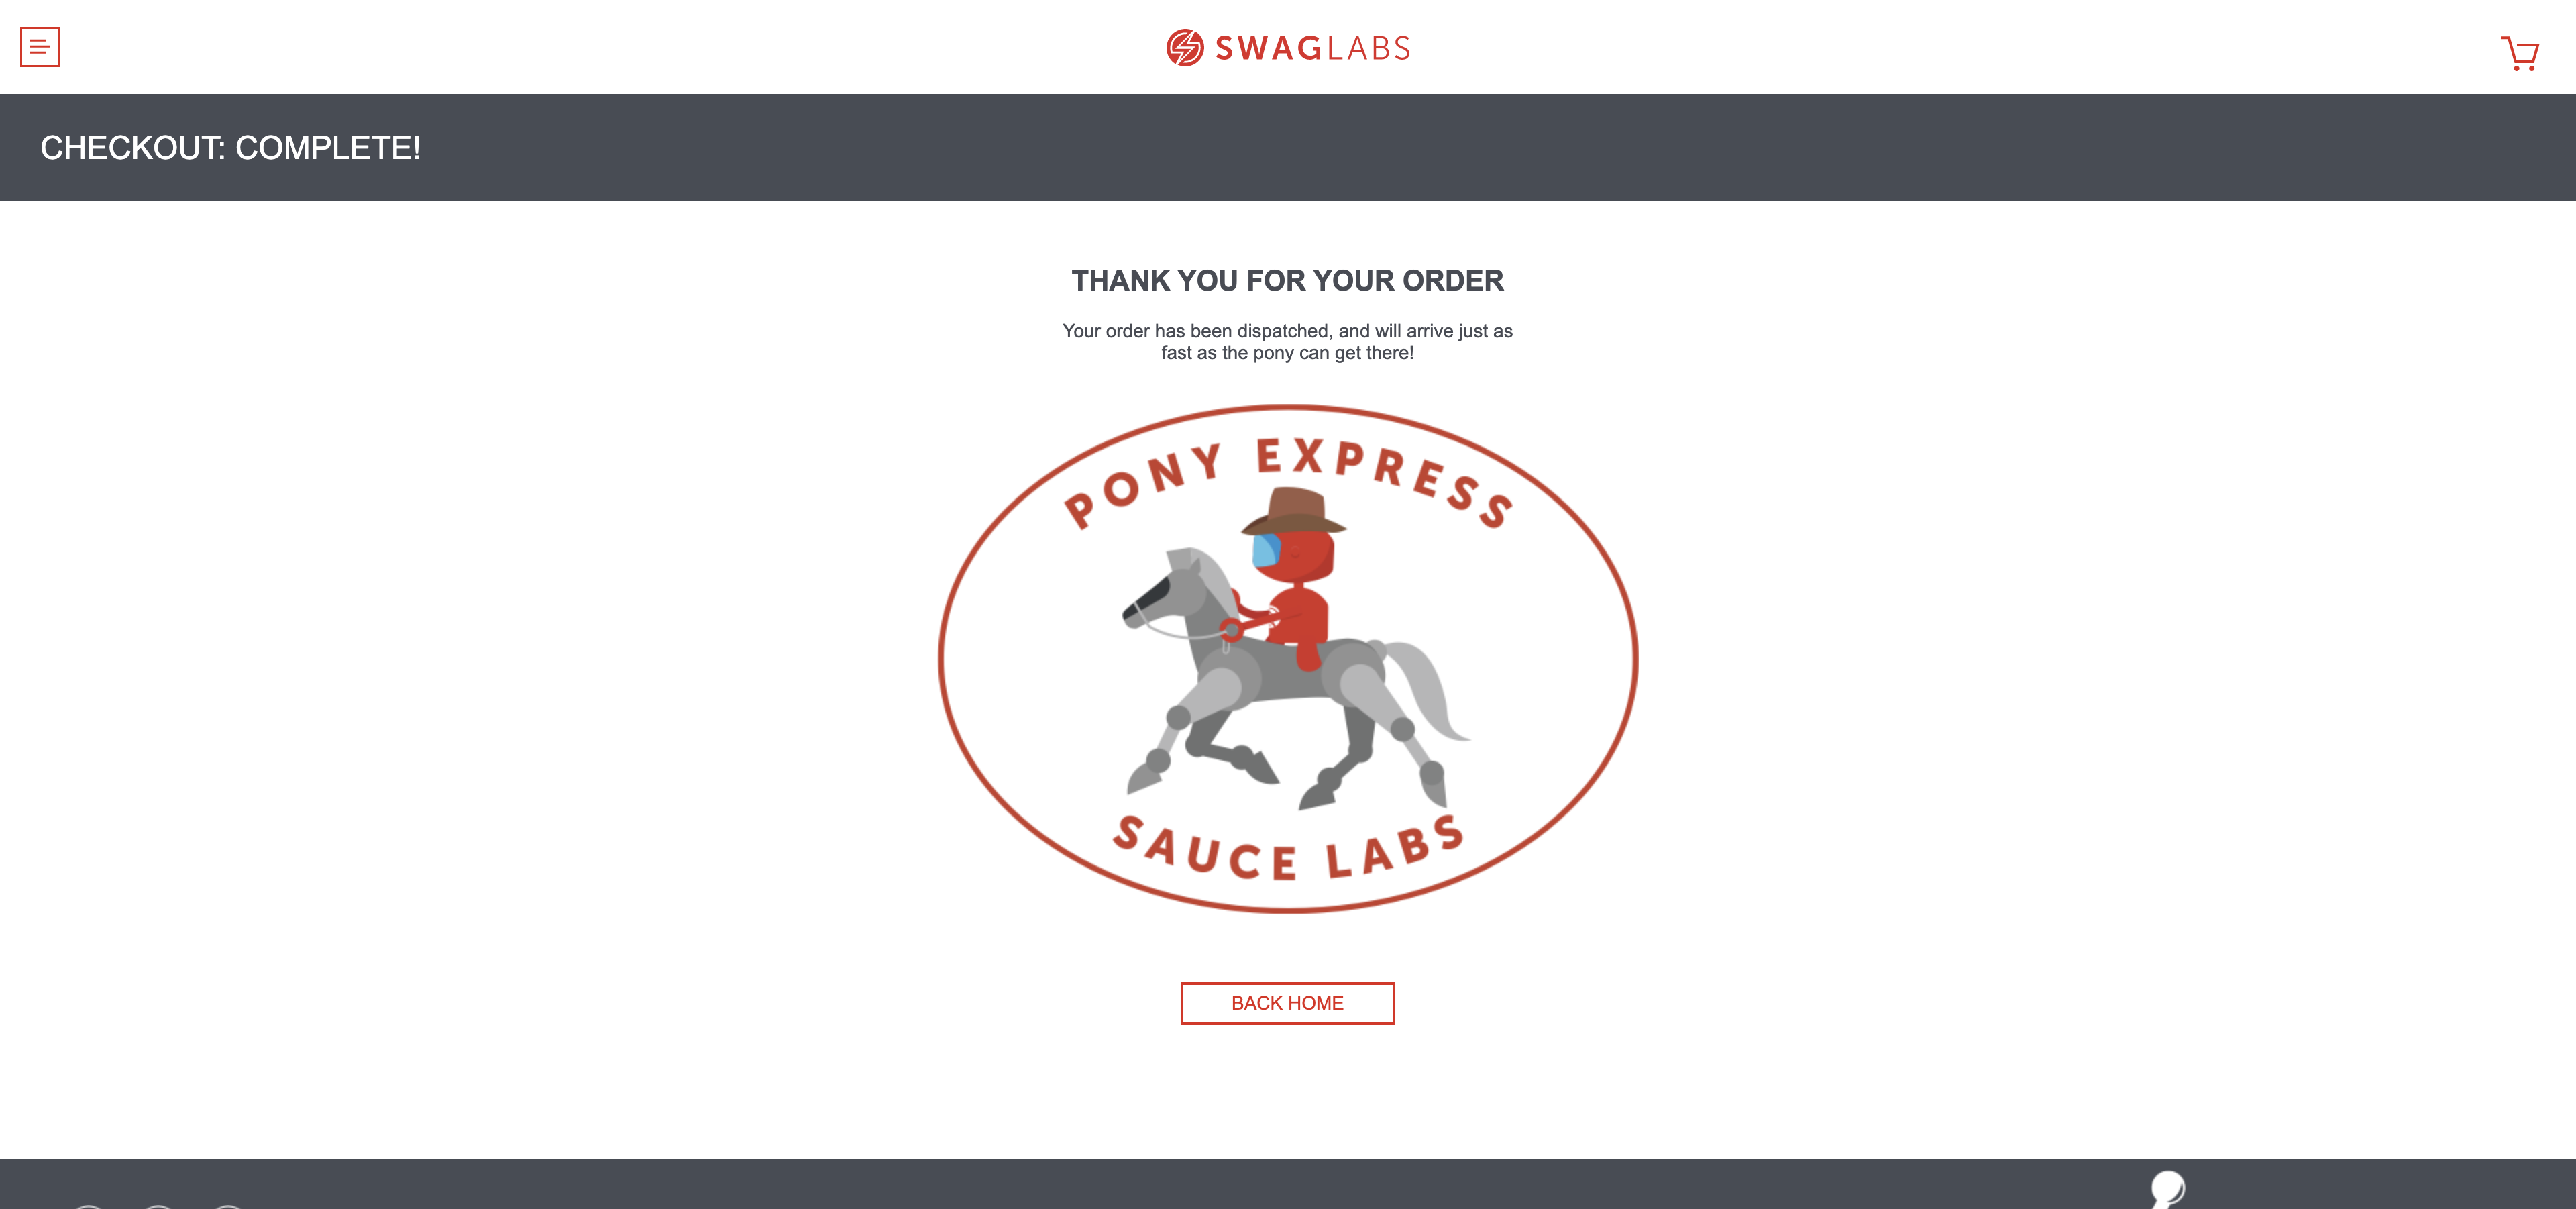 SWAGLABS
CHECKOUT: COMPLETE!
THANK YOU FOR YOUR ORDER
Your order has been dispatched, and will arrive just as
fast as the pony can get there!
PONY EXPRESS
SAUCE LABS
BACK HOME